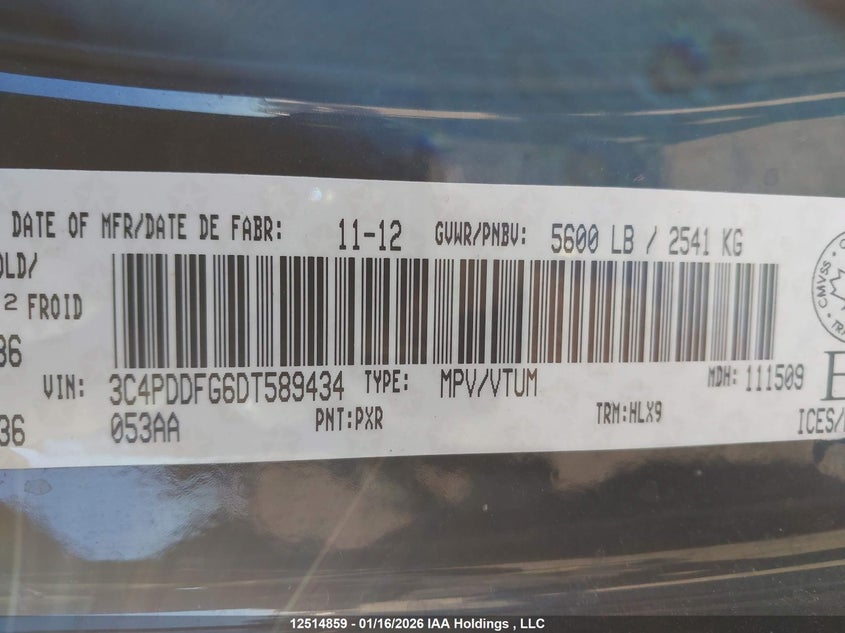 DATE OF MFR/DATE DE FABR: 11-12 GVWR/PNBV: 5600 LB / 2541 KG
OLD/
2 FROID
36
VIN: 3C4PDDFG6DT589434 TYPE: MPV/VTUM MDH: 111509
36 053AA PNT:PXR TRM:HLX9 ICES/
CMVSS
12514859 - 01/16/2026 IAA Holdings , LLC